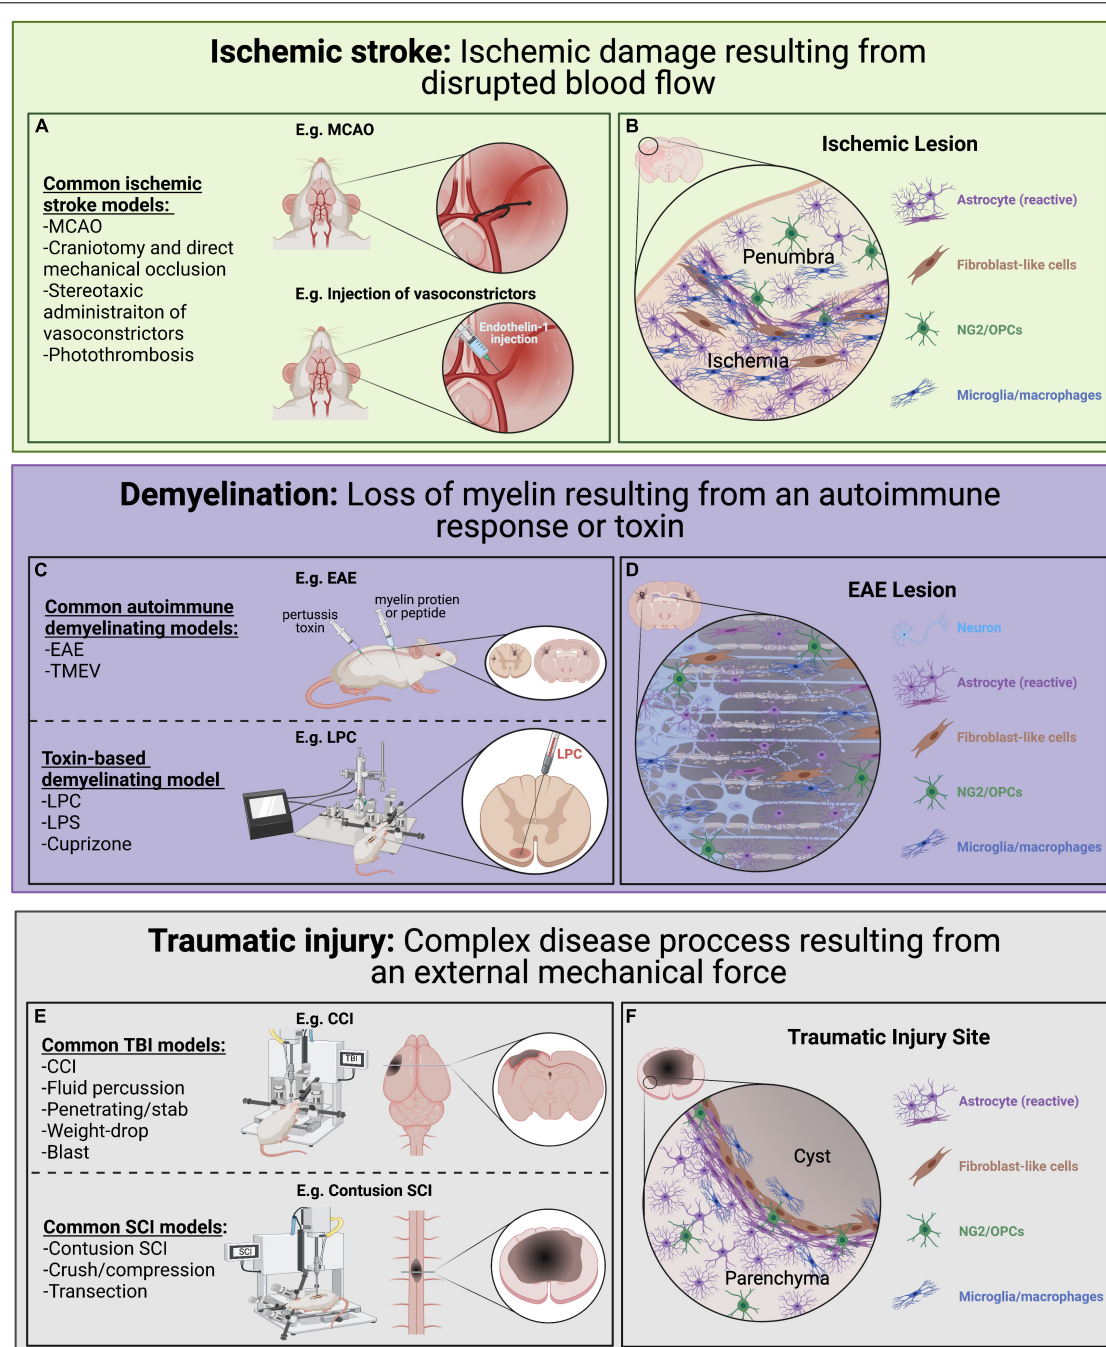 Ischemic stroke: Ischemic damage resulting from
disrupted blood flow
A
E.g. MCAO
Common ischemic
stroke models:
-MCAO
-Craniotomy and direct
mechanical occlusion
-Stereotaxic
administraiton of
vasoconstrictors
-Photothrombosis
E.g. Injection of vasoconstrictors
Endothelin-1
injection
B
Ischemic Lesion
Penumbra
Ischemia
Astrocyte (reactive)
Fibroblast-like cells
NG2/OPCs
Microglia/macrophages
Demyelination: Loss of myelin resulting from an autoimmune
response or toxin
C
E.g. EAE
Common autoimmune
demyelinating models:
-EAE
-TMEV
pertussis
toxin
myelin protien
or peptide
E.g. LPC
Toxin-based
demyelinating model
-LPC
-LPS
-Cuprizone
LPC
D
EAE Lesion
Neuron
Astrocyte (reactive)
Fibroblast-like cells
NG2/OPCs
Microglia/macrophages
Traumatic injury: Complex disease proccess resulting from
an external mechanical force
E
E.g. CCI
Common TBI models:
-CCI
-Fluid percussion
-Penetrating/stab
-Weight-drop
-Blast
TBI
E.g. Contusion SCI
Common SCI models:
-Contusion SCI
-Crush/compression
-Transection
SCI
F
Traumatic Injury Site
Cyst
Parenchyma
Astrocyte (reactive)
Fibroblast-like cells
NG2/OPCs
Microglia/macrophages